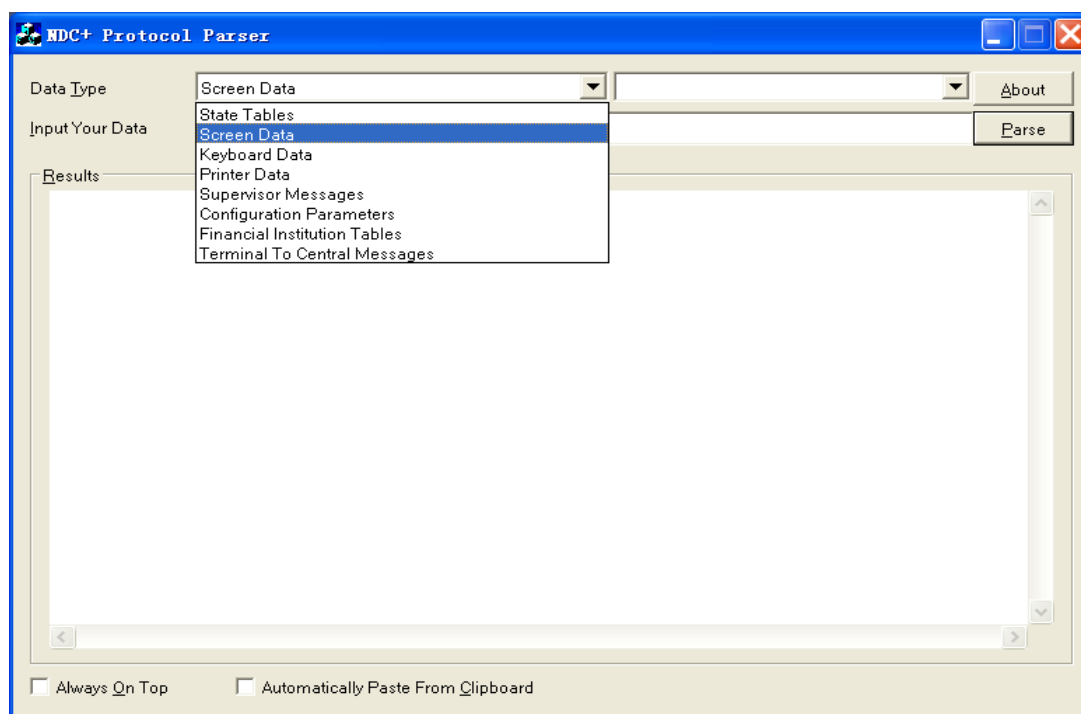 NDC+ Protocol Parser
Data Type
Screen Data
About
Input Your Data
Parse
State Tables
Screen Data
Keyboard Data
Printer Data
Supervisor Messages
Configuration Parameters
Financial Institution Tables
Terminal To Central Messages
Results
Always On Top
Automatically Paste From Clipboard